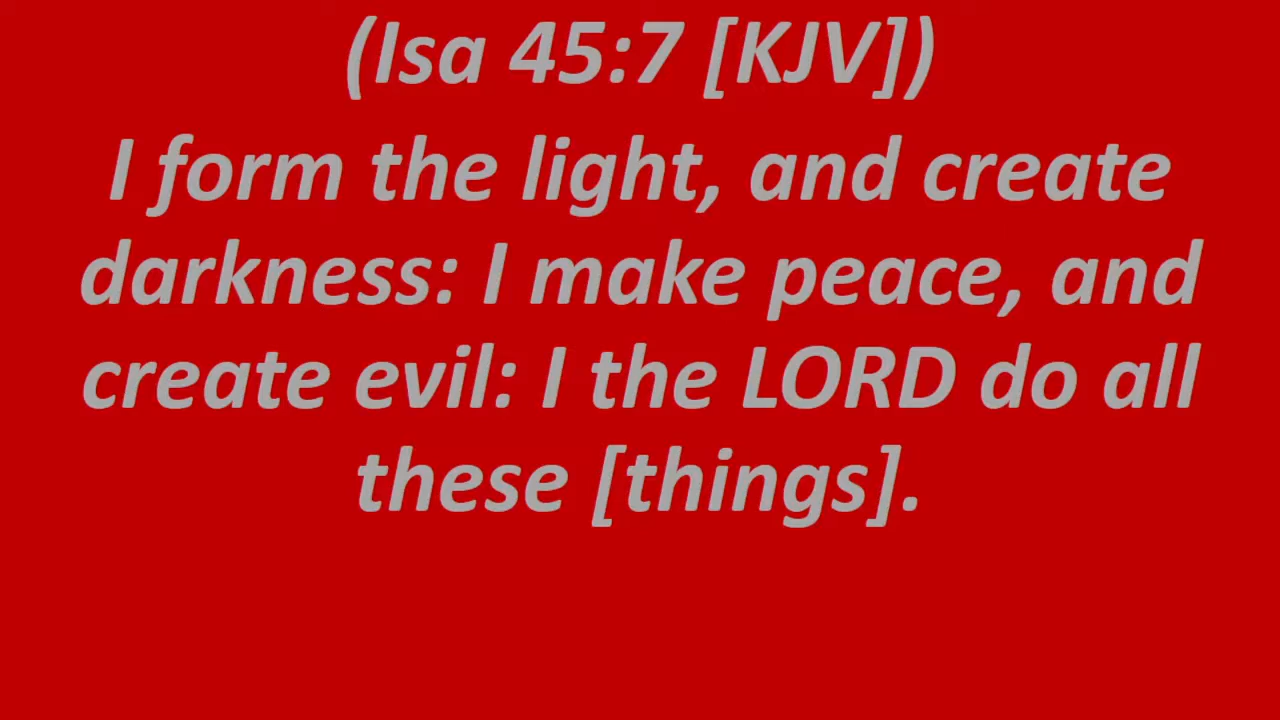 (Isa 45:7 [KJV])
I form the light, and create
darkness: I make peace, and
create evil: I the LORD do all
these [things].